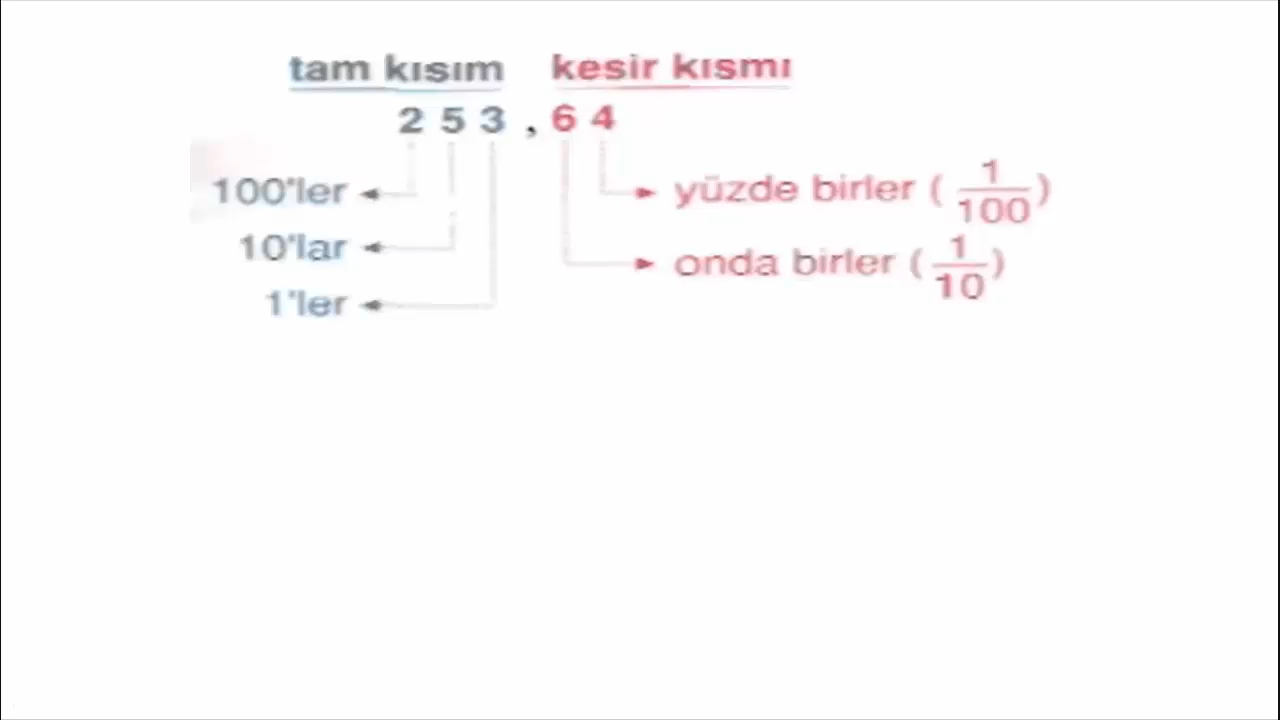 tam kısım kesir kısmı
2 5 3 , 6 4
100'ler yüzde birler ( 1/100 )
10'lar onda birler ( 1/10 )
1'ler